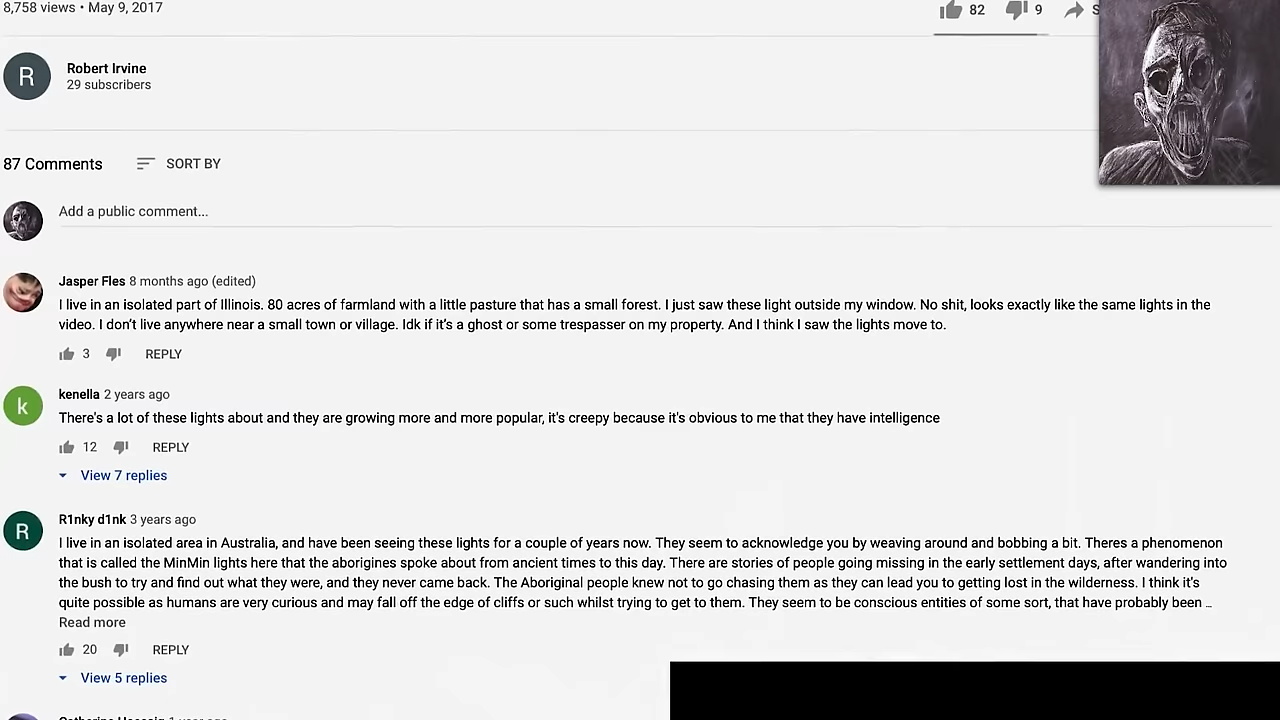 8,758 views • May 9, 2017
82
9
S
R
Robert Irvine
29 subscribers
87 Comments
SORT BY
Add a public comment...
Jasper Fles 8 months ago (edited)
I live in an isolated part of Illinois. 80 acres of farmland with a little pasture that has a small forest. I just saw these light outside my window. No shit, looks exactly like the same lights in the
video. I don't live anywhere near a small town or village. Idk if it's a ghost or some trespasser on my property. And I think I saw the lights move to.
3
REPLY
k
kenella 2 years ago
There's a lot of these lights about and they are growing more and more popular, it's creepy because it's obvious to me that they have intelligence
12
REPLY
View 7 replies
R
R1nky d1nk 3 years ago
I live in an isolated area in Australia, and have been seeing these lights for a couple of years now. They seem to acknowledge you by weaving around and bobbing a bit. Theres a phenomenon
that is called the MinMin lights here that the aborigines spoke about from ancient times to this day. There are stories of people going missing in the early settlement days, after wandering into
the bush to try and find out what they were, and they never came back. The Aboriginal people knew not to go chasing them as they can lead you to getting lost in the wilderness. I think it's
quite possible as humans are very curious and may fall off the edge of cliffs or such whilst trying to get to them. They seem to be conscious entities of some sort, that have probably been ...
Read more
20
REPLY
View 5 replies